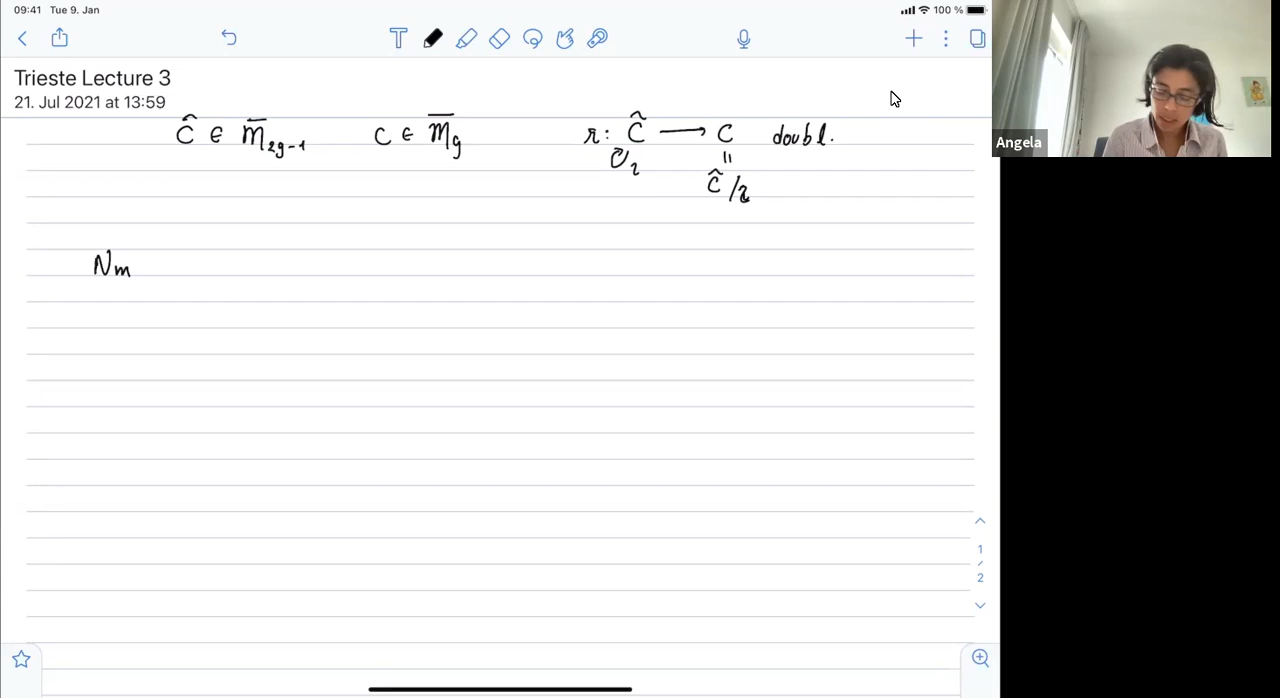 09:41 Tue 9. Jan 100 %
Trieste Lecture 3
21. Jul 2021 at 13:59
Ĉ ∈ M̄_{2g-1} C ∈ M̄_g π: Ĉ → C doubl.
↻ι =
Ĉ/ι
Nm
1
2
Angela